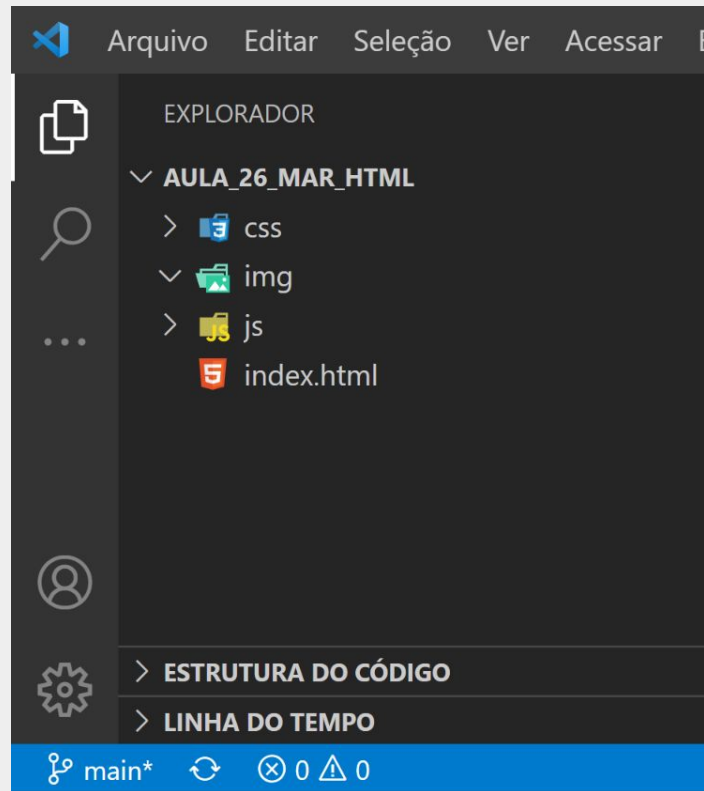 Arquivo Editar Seleção Ver Acessar
EXPLORADOR
AULA_26_MAR_HTML
css
img
js
index.html
ESTRUTURA DO CÓDIGO
LINHA DO TEMPO
main* 0 0